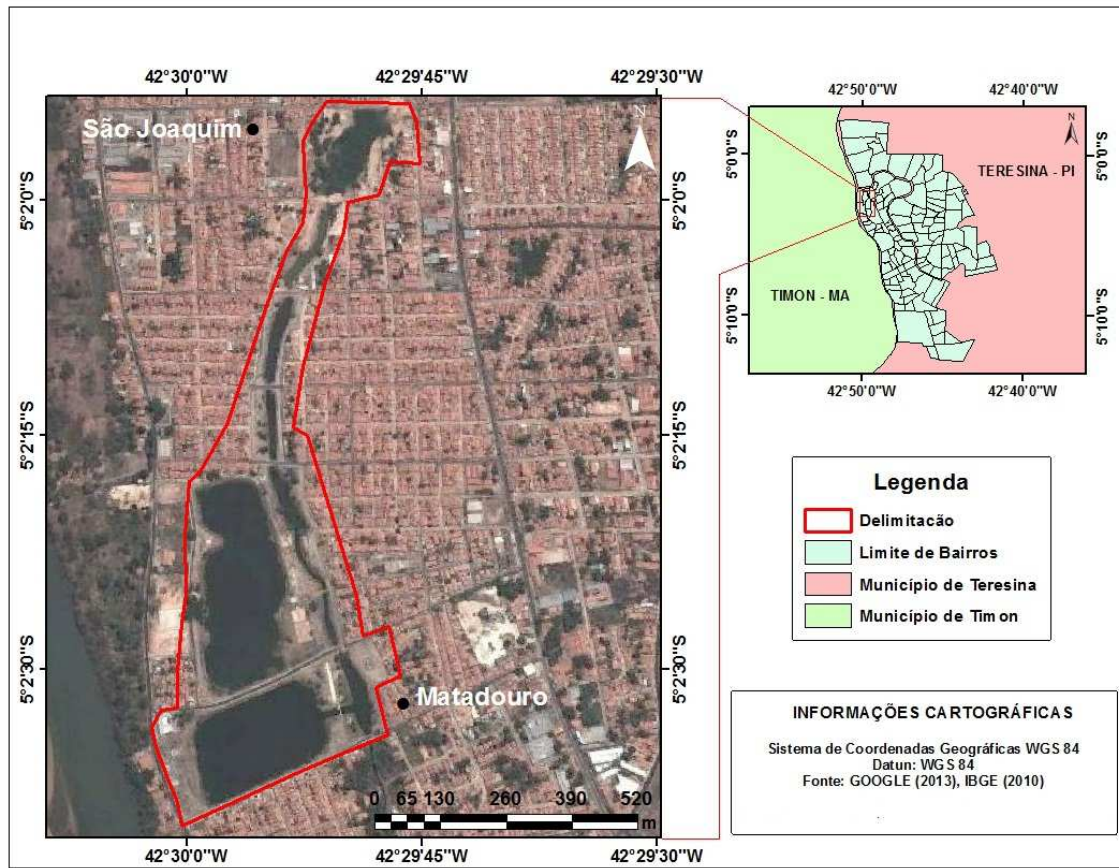 42°30'0"W
42°29'45"W
42°29'30"W
São Joaquim
N
5°2'0"S
5°2'15"S
5°2'30"S
5°2'0"S
5°2'15"S
5°2'30"S
Matadouro
0 65 130 260 390 520
m
42°30'0"W
42°29'45"W
42°29'30"W
42°50'0"W
42°40'0"W
N
5°0'0"S
5°0'0"S
TERESINA - PI
TIMON - MA
5°10'0"S
5°10'0"S
42°50'0"W
42°40'0"W
Legenda
Delimitacão
Limite de Bairros
Município de Teresina
Município de Timon
INFORMAÇÕES CARTOGRÁFICAS
Sistema de Coordenadas Geográficas WGS 84
Datun: WGS 84
Fonte: GOOGLE (2013), IBGE (2010)